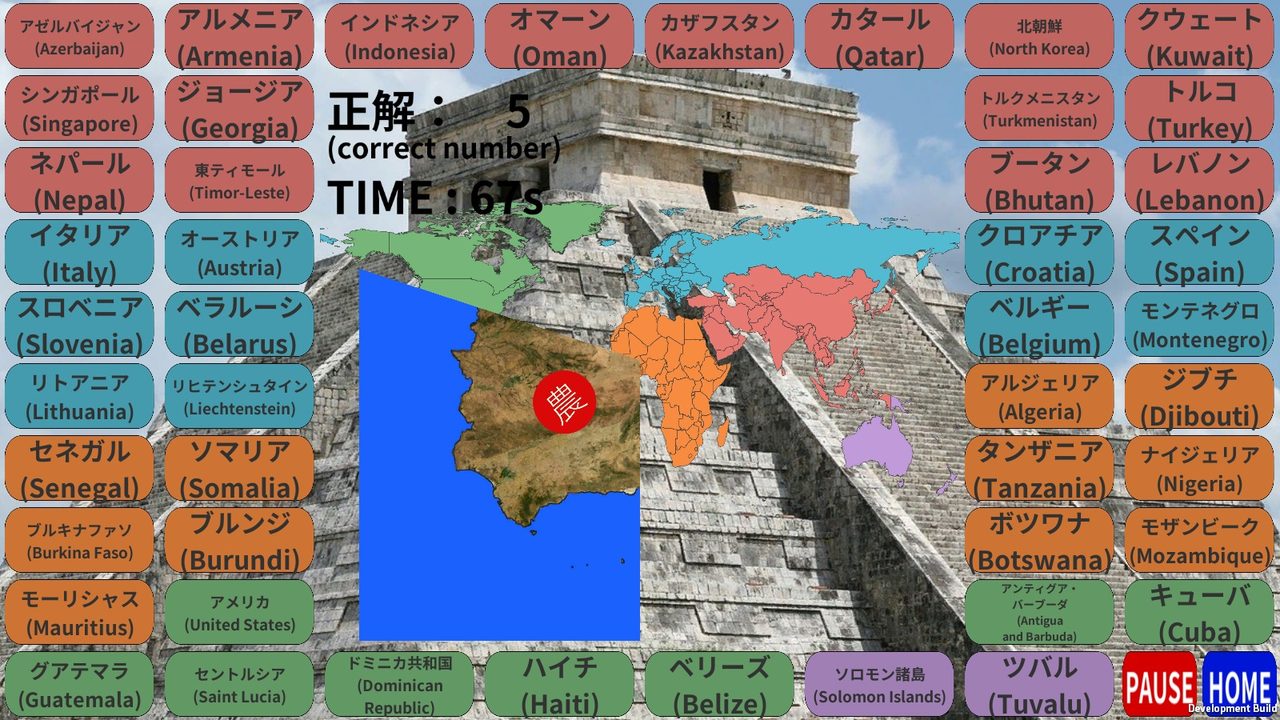 アゼルバイジャン
(Azerbaijan)
アルメニア
(Armenia)
インドネシア
(Indonesia)
オマーン
(Oman)
カザフスタン
(Kazakhstan)
カタール
(Qatar)
北朝鮮
(North Korea)
クウェート
(Kuwait)
シンガポール
(Singapore)
ジョージア
(Georgia)
正解： 5
(correct number)
TIME : 67s
トルクメニスタン
(Turkmenistan)
トルコ
(Turkey)
ネパール
(Nepal)
東ティモール
(Timor-Leste)
ブータン
(Bhutan)
レバノン
(Lebanon)
イタリア
(Italy)
オーストリア
(Austria)
クロアチア
(Croatia)
スペイン
(Spain)
スロベニア
(Slovenia)
ベラルーシ
(Belarus)
ベルギー
(Belgium)
モンテネグロ
(Montenegro)
リトアニア
(Lithuania)
リヒテンシュタイン
(Liechtenstein)
農
アルジェリア
(Algeria)
ジブチ
(Djibouti)
セネガル
(Senegal)
ソマリア
(Somalia)
タンザニア
(Tanzania)
ナイジェリア
(Nigeria)
ブルキナファソ
(Burkina Faso)
ブルンジ
(Burundi)
ボツワナ
(Botswana)
モザンビーク
(Mozambique)
モーリシャス
(Mauritius)
アメリカ
(United States)
アンティグア・
バーブーダ
(Antigua
and Barbuda)
キューバ
(Cuba)
グアテマラ
(Guatemala)
セントルシア
(Saint Lucia)
ドミニカ共和国
(Dominican
Republic)
ハイチ
(Haiti)
ベリーズ
(Belize)
ソロモン諸島
(Solomon Islands)
ツバル
(Tuvalu)
PAUSE
HOME
Development Build